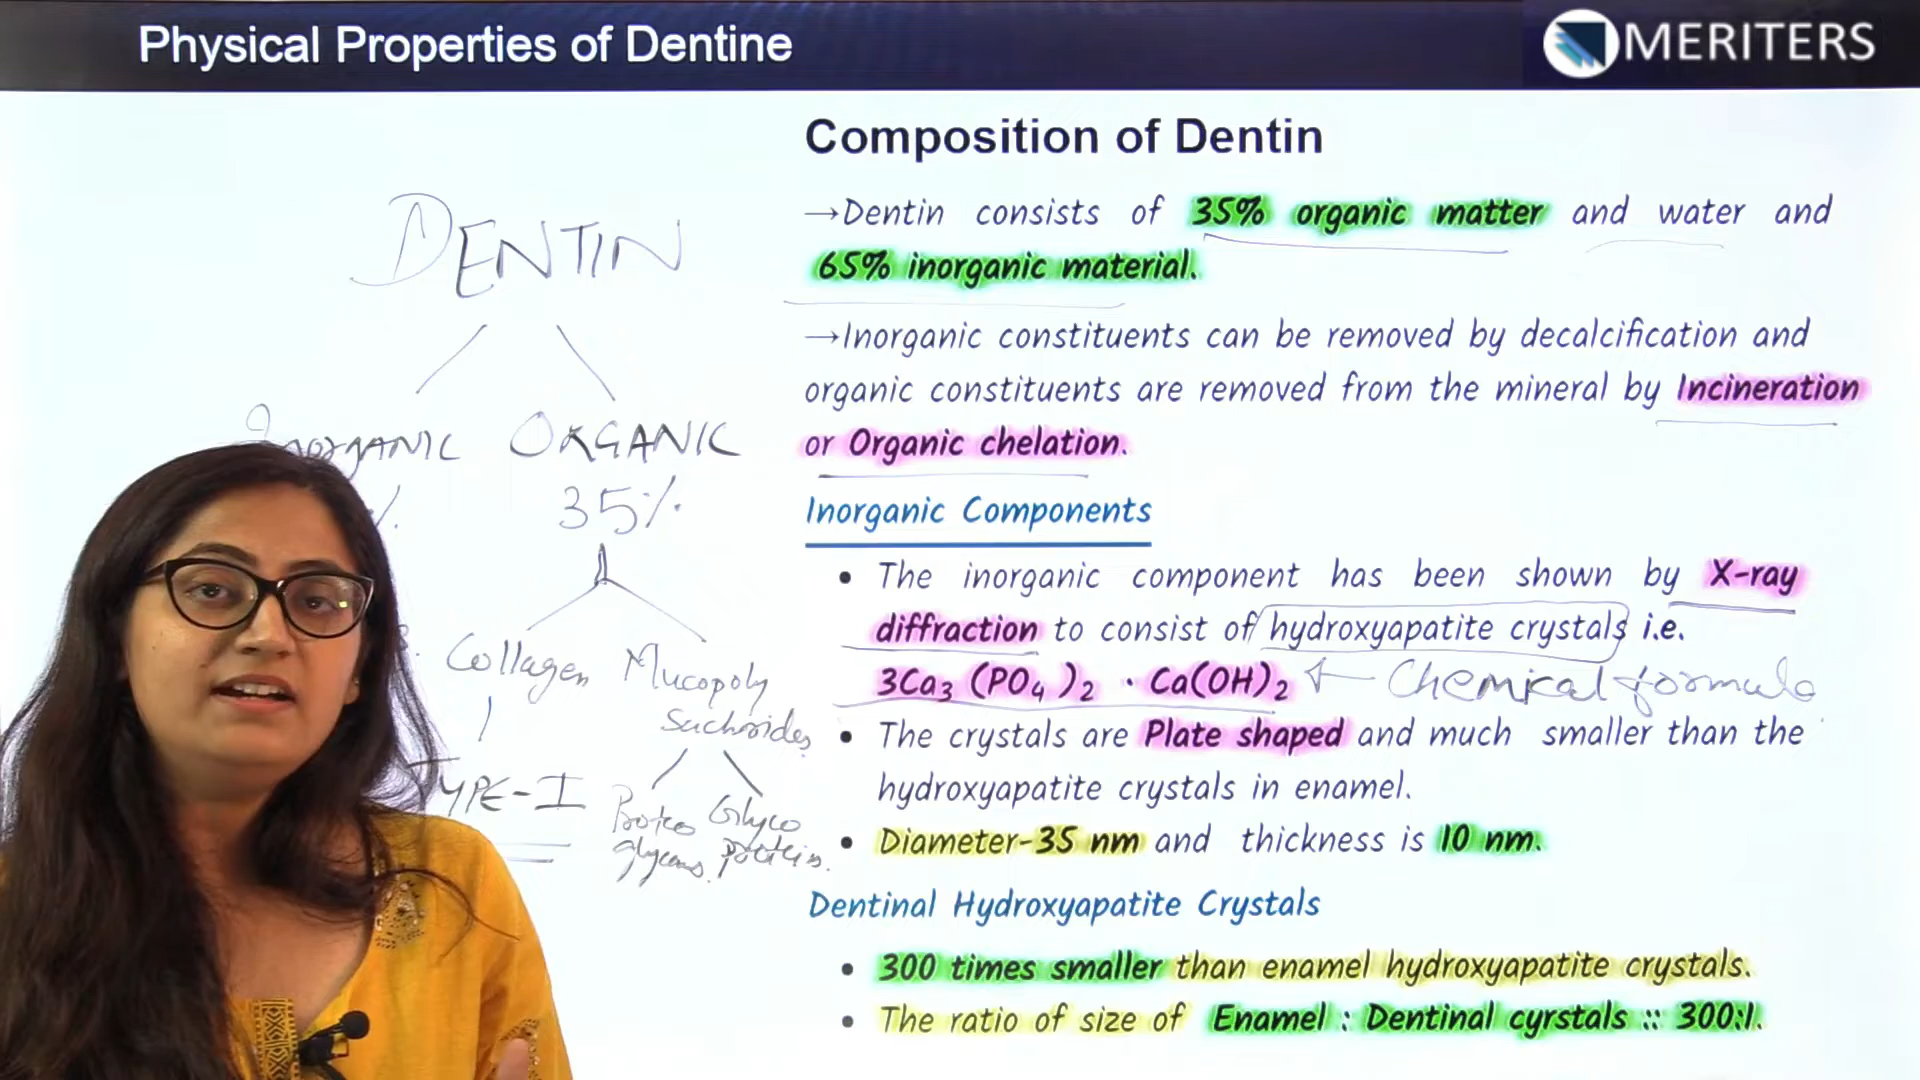 Physical Properties of Dentine
MERITERS
Composition of Dentin
→Dentin consists of 35% organic matter and water and
65% inorganic material.
→Inorganic constituents can be removed by decalcification and
organic constituents are removed from the mineral by Incineration
or Organic chelation.
Inorganic Components
• The inorganic component has been shown by X-ray
diffraction to consist of hydroxyapatite crystals i.e.
3Ca₃ (PO₄ )₂ · Ca(OH)₂ ← Chemical formula
• The crystals are Plate shaped and much smaller than the
hydroxyapatite crystals in enamel.
• Diameter-35 nm and thickness is 10 nm.
Dentinal Hydroxyapatite Crystals
• 300 times smaller than enamel hydroxyapatite crystals.
• The ratio of size of Enamel : Dentinal cyrstals :: 300:1.
DENTIN
InorgANIC ORGANIC
%. 35%.
Collagen Mucopoly
Sacharides
TYPE-I
Proteo Glyco
glycans. proteins.